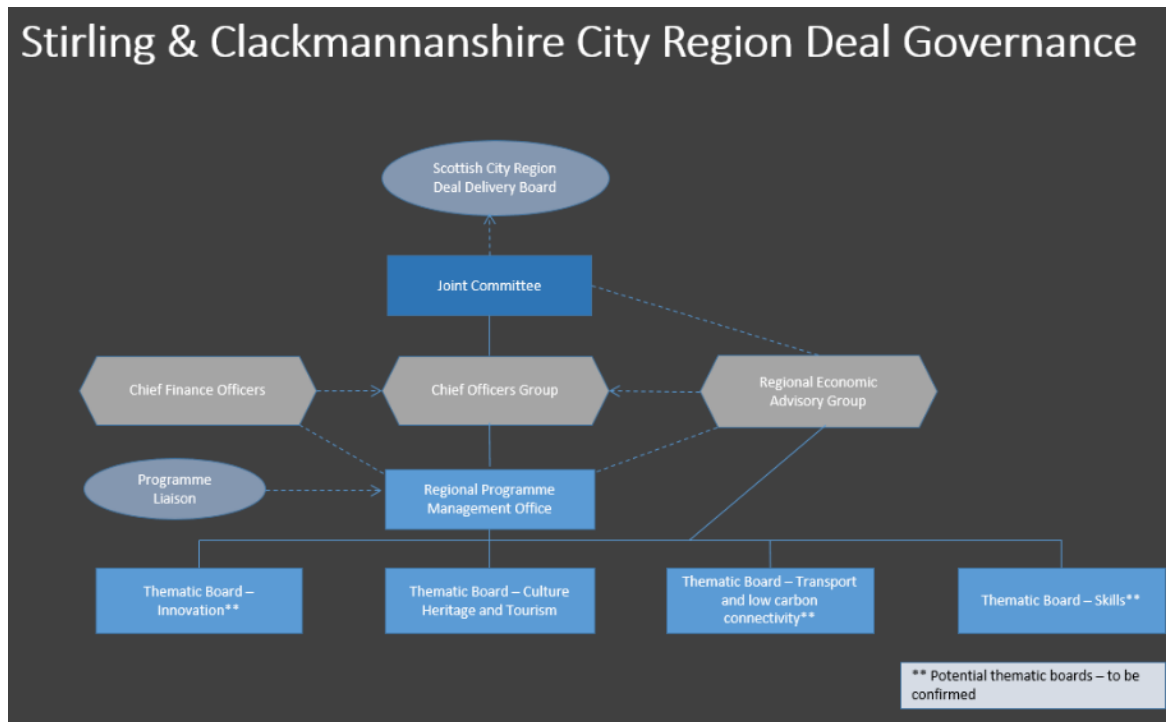 Stirling & Clackmannanshire City Region Deal Governance
Scottish City Region
Deal Delivery Board
Joint Committee
Chief Finance Officers
Chief Officers Group
Regional Economic
Advisory Group
Programme
Liaison
Regional Programme
Management Office
Thematic Board –
Innovation**
Thematic Board – Culture
Heritage and Tourism
Thematic Board – Transport
and low carbon
connectivity**
Thematic Board – Skills**
** Potential thematic boards – to be
confirmed